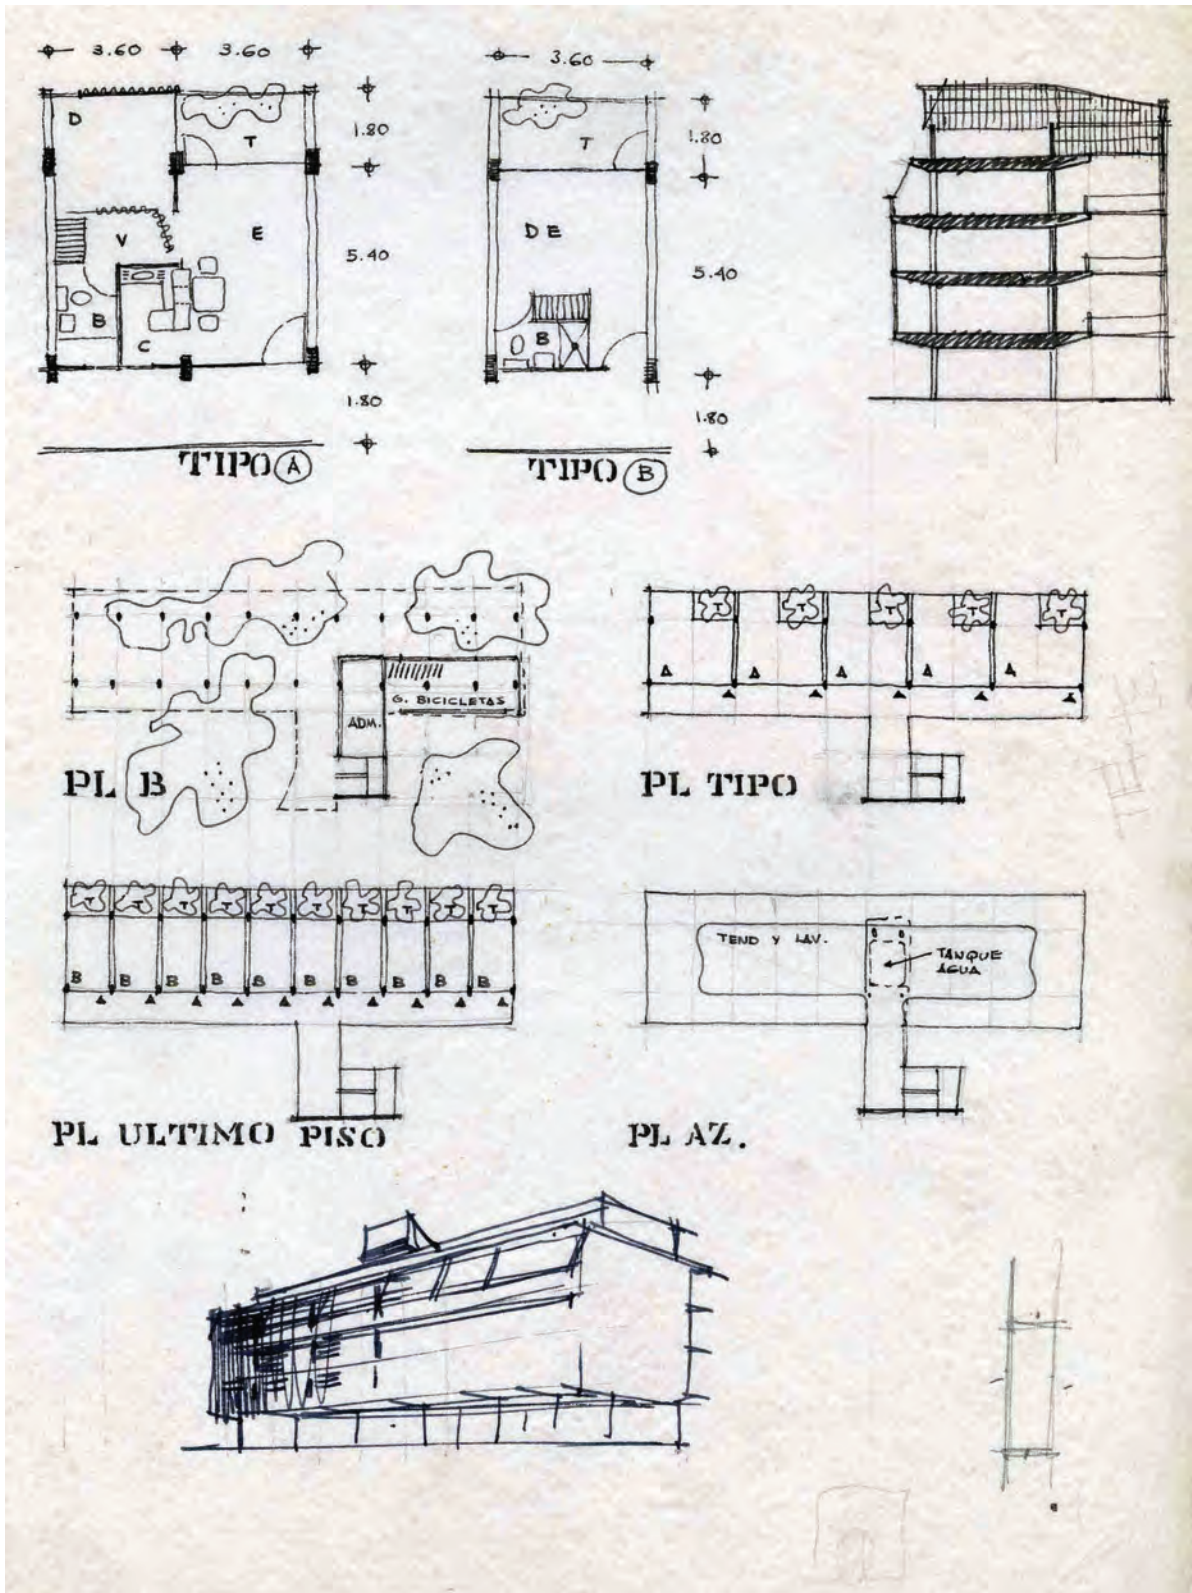 3.60 3.60
D
T
1.80
V
E
5.40
B
C
1.80
TIPO A
3.60
T
1.80
D E
5.40
B
1.80
TIPO B
G. BICICLETAS
ADM.
PL B
T T T T T
A A A A A
PL TIPO
T T T T T T T T T T
B B B B B B B B B B
PL ULTIMO PISO
TEND Y LAV.
TANQUE
AGUA
PL AZ.